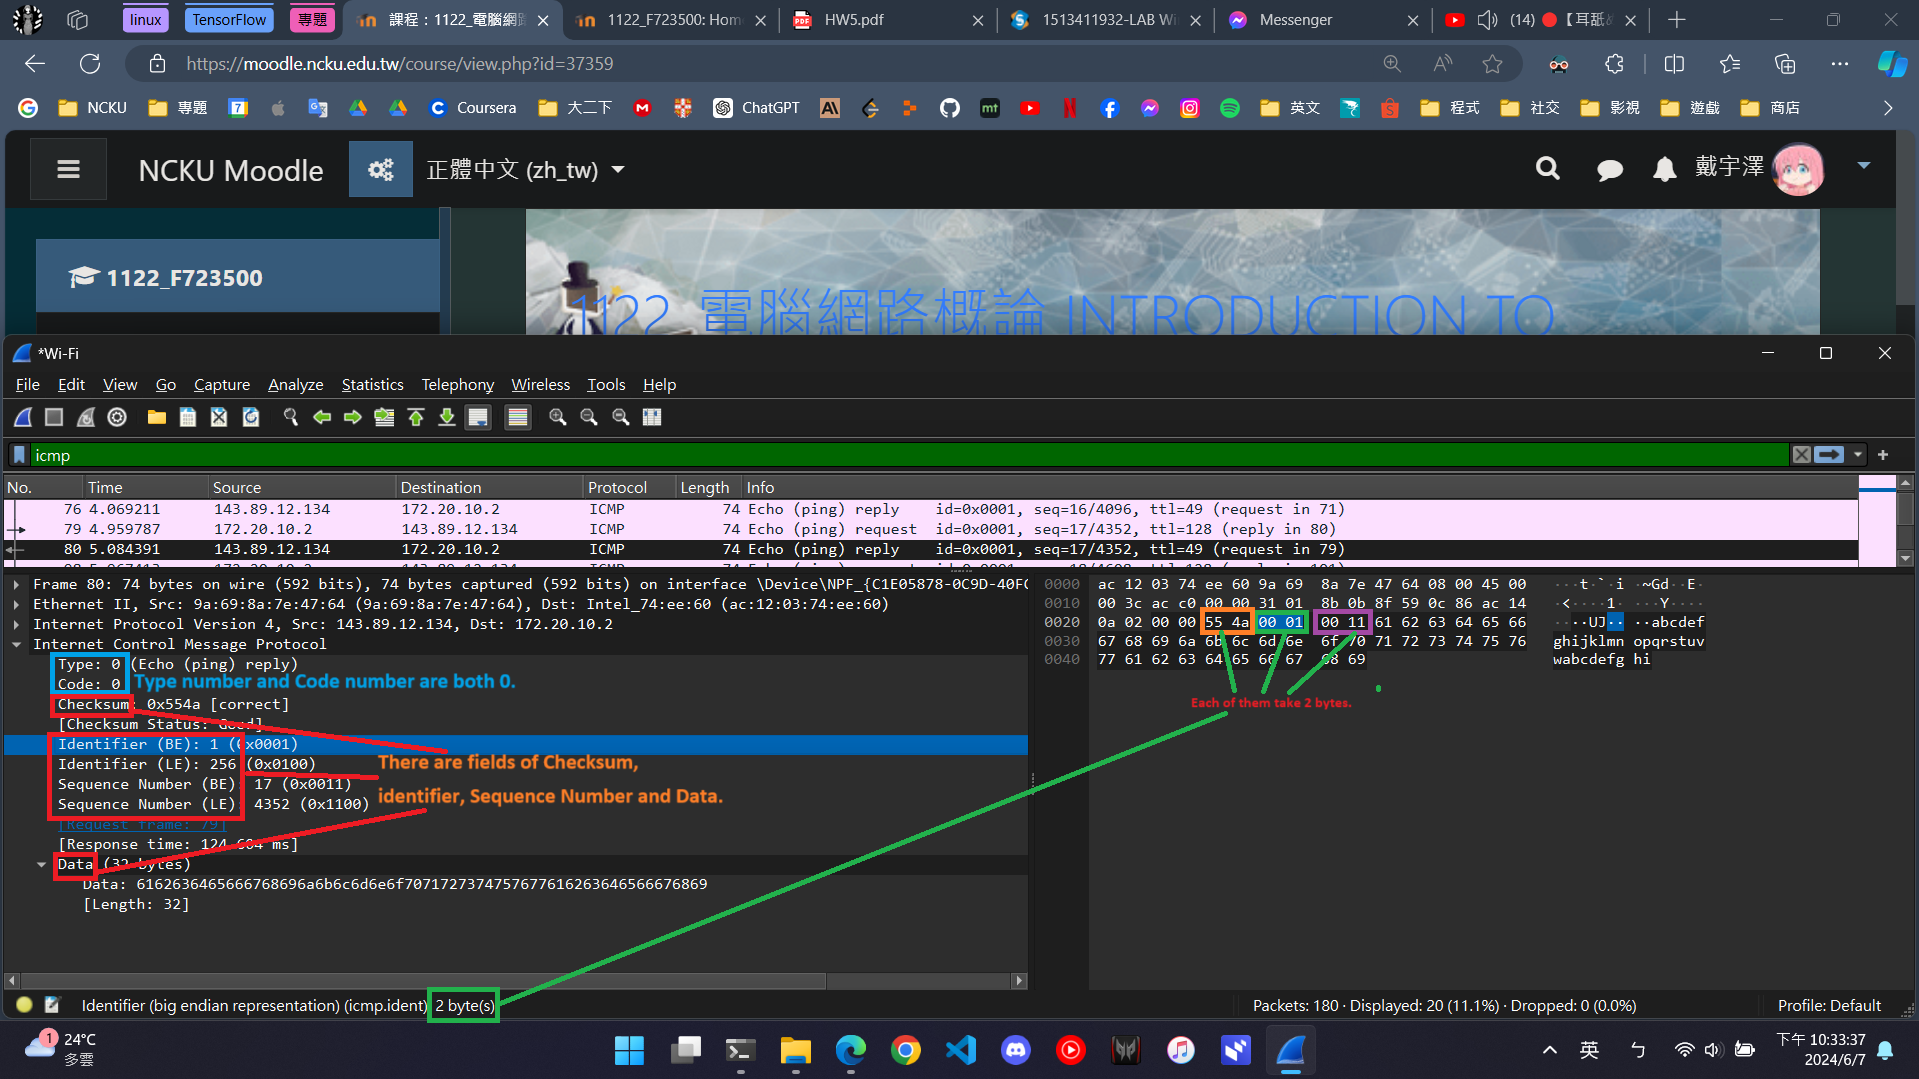 linux
TensorFlow
專題
課程：1122_電腦網路
1122_F723500: Hom
HW5.pdf
1513411932-LAB Wi
Messenger
(14) 🔴【耳舐め
https://moodle.ncku.edu.tw/course/view.php?id=37359
NCKU
專題
7
Coursera
大二下
ChatGPT
英文
程式
社交
影視
遊戲
商店
NCKU Moodle
正體中文 (zh_tw)
戴宇澤
1122_F723500
1122_電腦網路概論 INTRODUCTION TO
*Wi-Fi
File Edit View Go Capture Analyze Statistics Telephony Wireless Tools Help
icmp
No. Time Source Destination Protocol Length Info
76 4.069211 143.89.12.134 172.20.10.2 ICMP 74 Echo (ping) reply id=0x0001, seq=16/4096, ttl=49 (request in 71)
79 4.959787 172.20.10.2 143.89.12.134 ICMP 74 Echo (ping) request id=0x0001, seq=17/4352, ttl=128 (reply in 80)
80 5.084391 143.89.12.134 172.20.10.2 ICMP 74 Echo (ping) reply id=0x0001, seq=17/4352, ttl=49 (request in 79)
Frame 80: 74 bytes on wire (592 bits), 74 bytes captured (592 bits) on interface \Device\NPF_{C1E05878-0C9D-40FC
Ethernet II, Src: 9a:69:8a:7e:47:64 (9a:69:8a:7e:47:64), Dst: Intel_74:ee:60 (ac:12:03:74:ee:60)
Internet Protocol Version 4, Src: 143.89.12.134, Dst: 172.20.10.2
Internet Control Message Protocol
Type: 0 (Echo (ping) reply)
Code: 0
Type number and Code number are both 0.
Checksum: 0x554a [correct]
[Checksum Status: Good]
Identifier (BE): 1 (0x0001)
Identifier (LE): 256 (0x0100)
Sequence Number (BE): 17 (0x0011)
Sequence Number (LE): 4352 (0x1100)
There are fields of Checksum,
identifier, Sequence Number and Data.
[Request frame: 79]
[Response time: 124.604 ms]
Data (32 bytes)
Data: 6162636465666768696a6b6c6d6e6f7071727374757677616263646566676869
[Length: 32]
0000 ac 12 03 74 ee 60 9a 69 8a 7e 47 64 08 00 45 00 ···t·`·i ·~Gd··E·
0010 00 3c ac c0 00 00 31 01 8b 0b 8f 59 0c 86 ac 14 ·<····1· ···Y····
0020 0a 02 00 00 55 4a 00 01 00 11 61 62 63 64 65 66 ····UJ·· ··abcdef
0030 67 68 69 6a 6b 6c 6d 6e 6f 70 71 72 73 74 75 76 ghijklmn opqrstuv
0040 77 61 62 63 64 65 66 67 68 69 wabcdefg hi
Each of them take 2 bytes.
Identifier (big endian representation) (icmp.ident), 2 byte(s)
Packets: 180 · Displayed: 20 (11.1%) · Dropped: 0 (0.0%)
Profile: Default
1
24°C
多雲
英
ㄅ
下午 10:33:37
2024/6/7